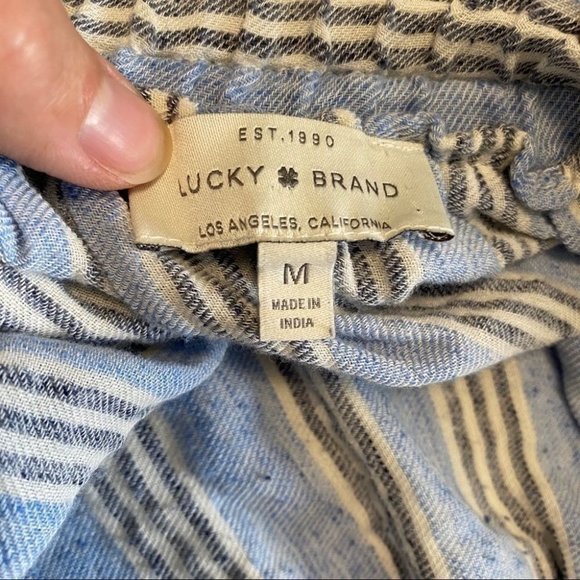 EST. 1990
LUCKY BRAND
LOS ANGELES, CALIFORNIA
M
MADE IN
INDIA